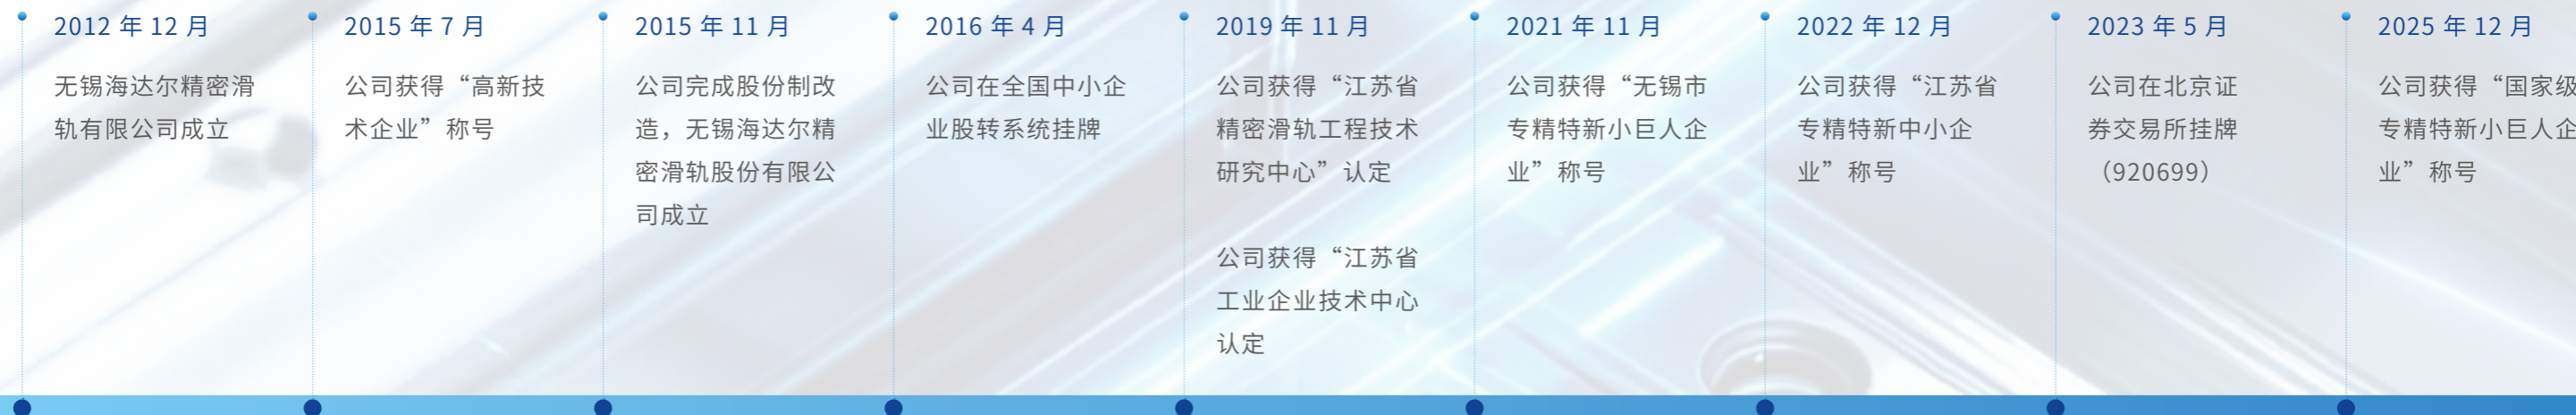 2012 年 12 月
无锡海达尔精密滑
轨有限公司成立
2015 年 7 月
公司获得“高新技
术企业”称号
2015 年 11 月
公司完成股份制改
造，无锡海达尔精
密滑轨股份有限公
司成立
2016 年 4 月
公司在全国中小企
业股转系统挂牌
2019 年 11 月
公司获得“江苏省
精密滑轨工程技术
研究中心”认定
公司获得“江苏省
工业企业技术中心
认定
2021 年 11 月
公司获得“无锡市
专精特新小巨人企
业”称号
2022 年 12 月
公司获得“江苏省
专精特新中小企
业”称号
2023 年 5 月
公司在北京证
券交易所挂牌
（920699）
2025 年 12 月
公司获得“国家级
专精特新小巨人企
业”称号